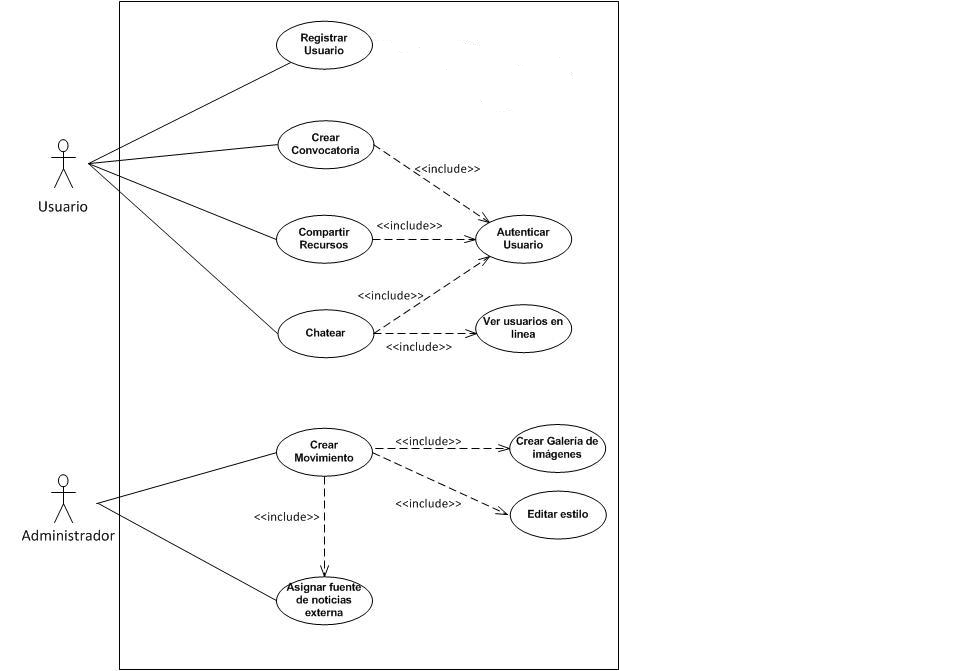 Registrar
Usuario
Crear
Convocatoria
<<include>>
Usuario
Compartir
Recursos
<<include>>
Autenticar
Usuario
<<include>>
Chatear
<<include>>
Ver usuarios en
linea
Crear
Movimiento
<<include>>
Crear Galería de
imágenes
<<include>>
Editar estilo
<<include>>
Administrador
Asignar fuente
de noticias
externa